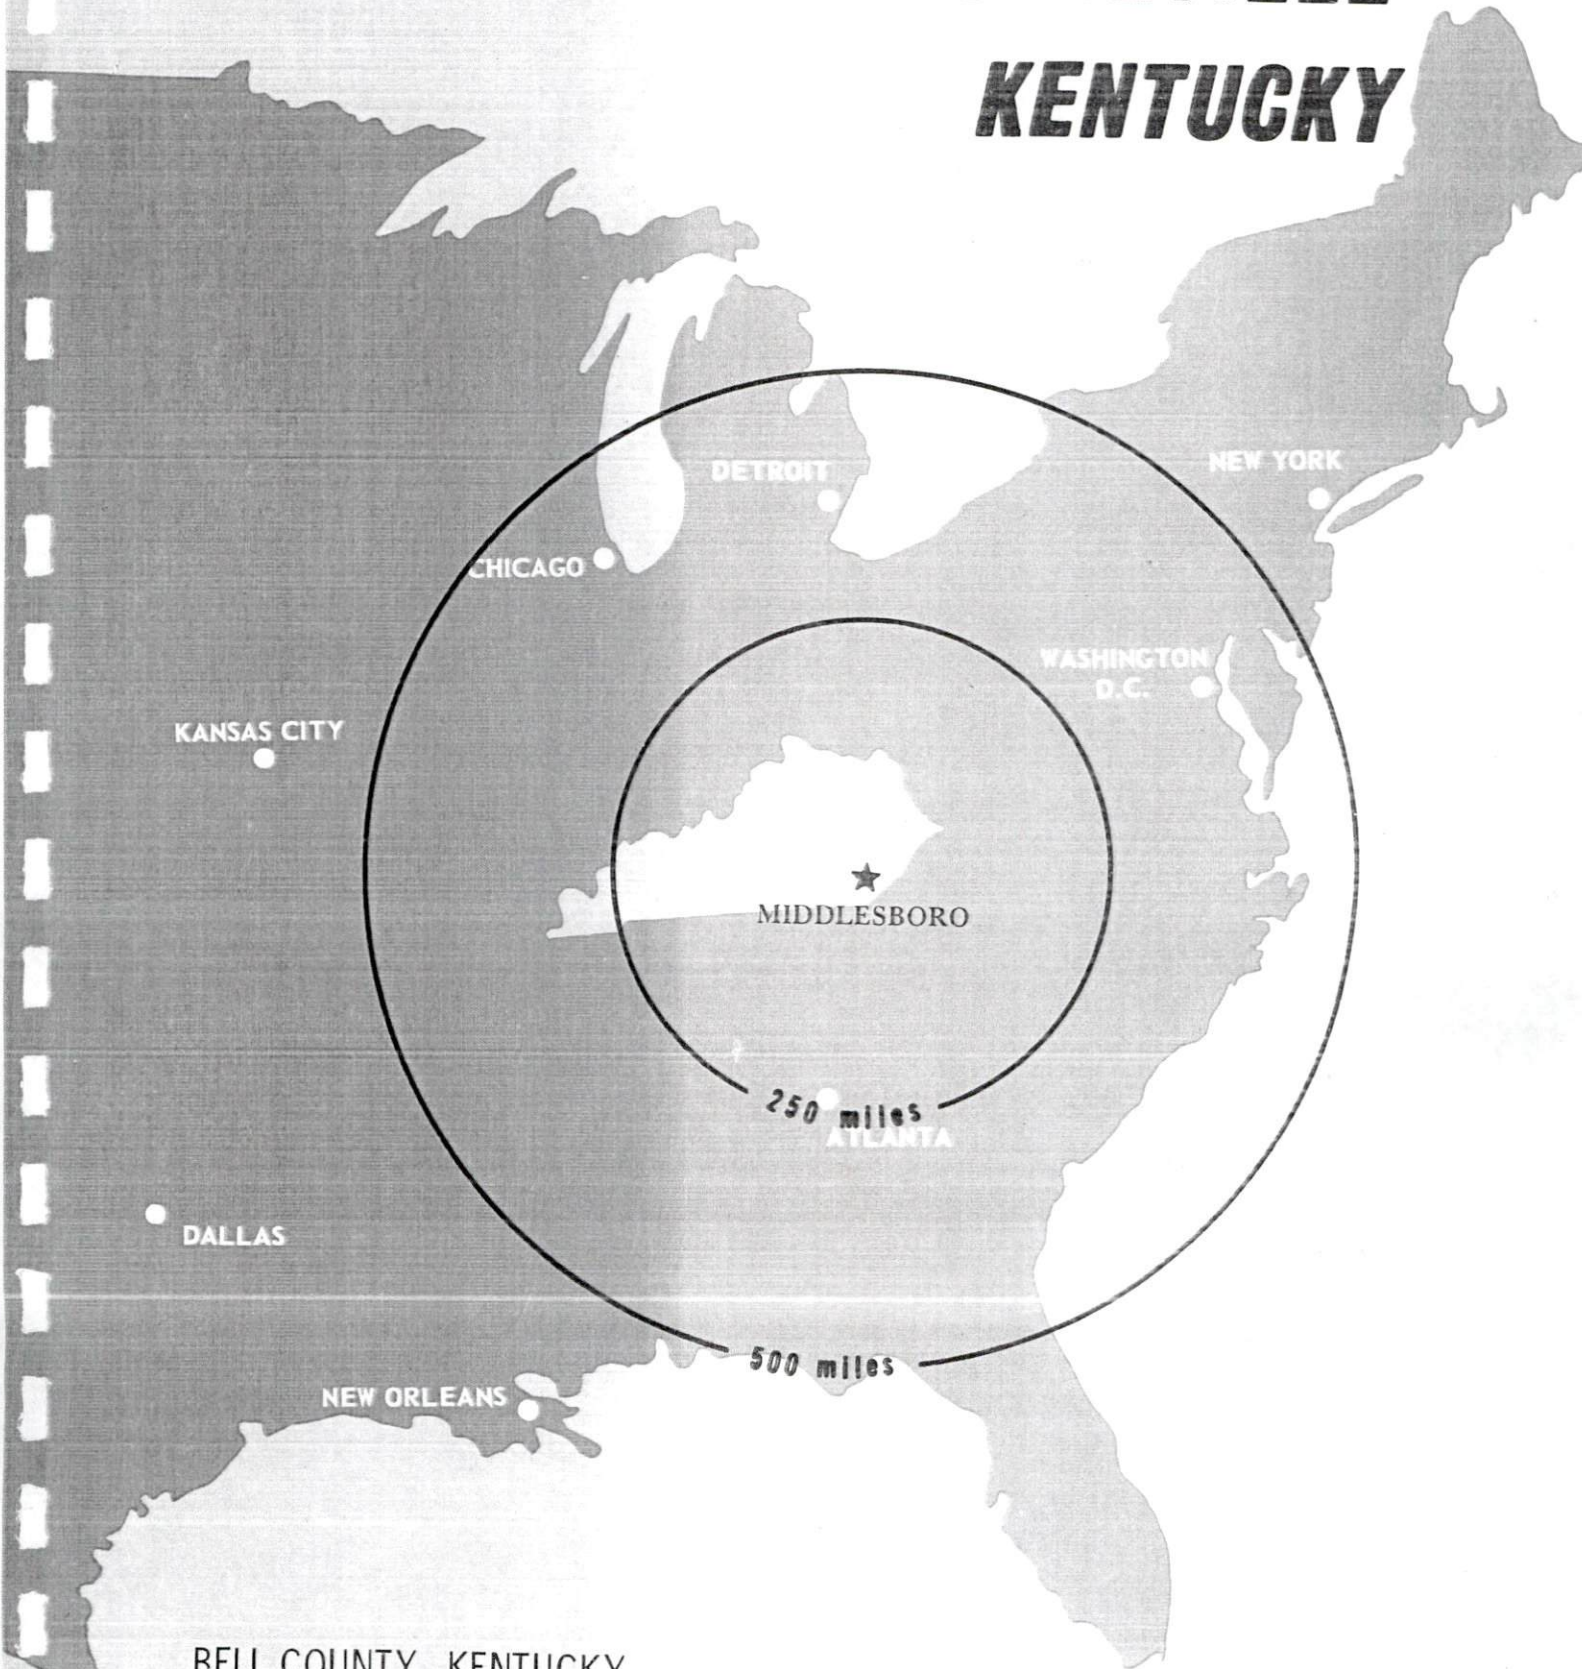 KENTUCKY
DETROIT
NEW YORK
CHICAGO
WASHINGTON
D.C.
KANSAS CITY
MIDDLESBORO
250 miles
ATLANTA
DALLAS
500 miles
NEW ORLEANS
BELL COUNTY, KENTUCKY